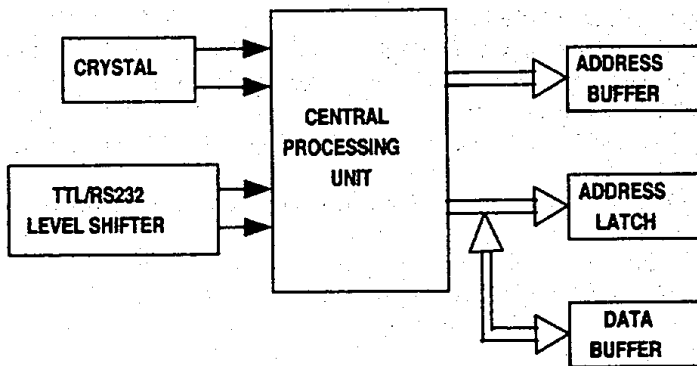 CRYSTAL
TTL/RS232
LEVEL SHIFTER
CENTRAL
PROCESSING
UNIT
ADDRESS
BUFFER
ADDRESS
LATCH
DATA
BUFFER